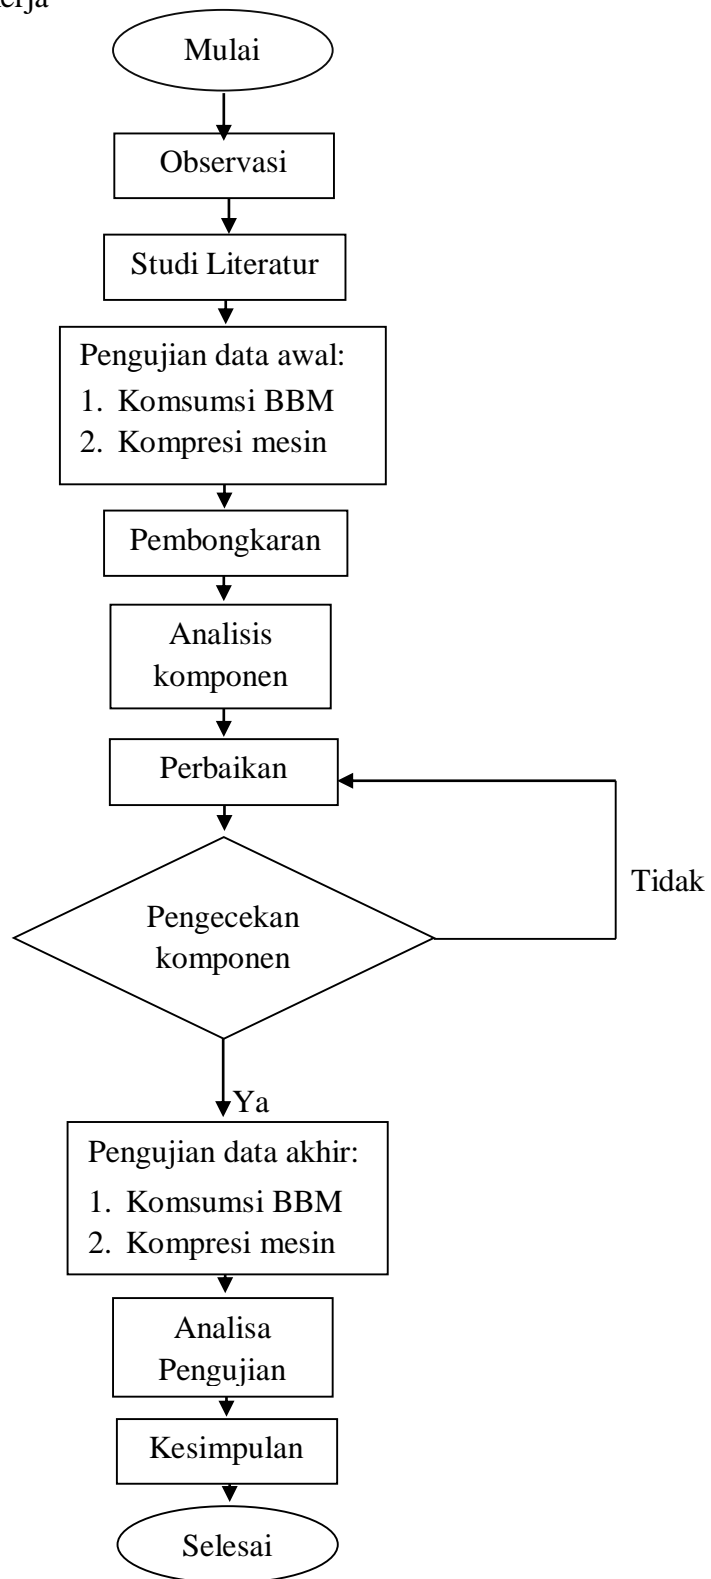 Mulai
Observasi
Studi Literatur
Pengujian data awal:
1. Komsumsi BBM
2. Kompresi mesin
Pembongkaran
Analisis
komponen
Perbaikan
Tidak
Pengecekan
komponen
Ya
Pengujian data akhir:
1. Komsumsi BBM
2. Kompresi mesin
Analisa
Pengujian
Kesimpulan
Selesai